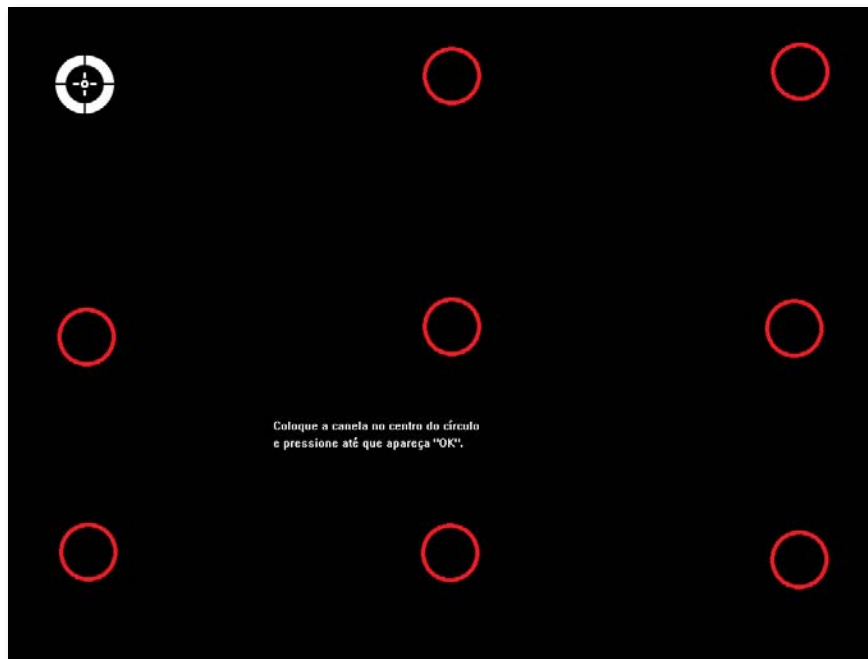 Coloque a caneta no centro do círculo
e pressione até que apareça "OK".